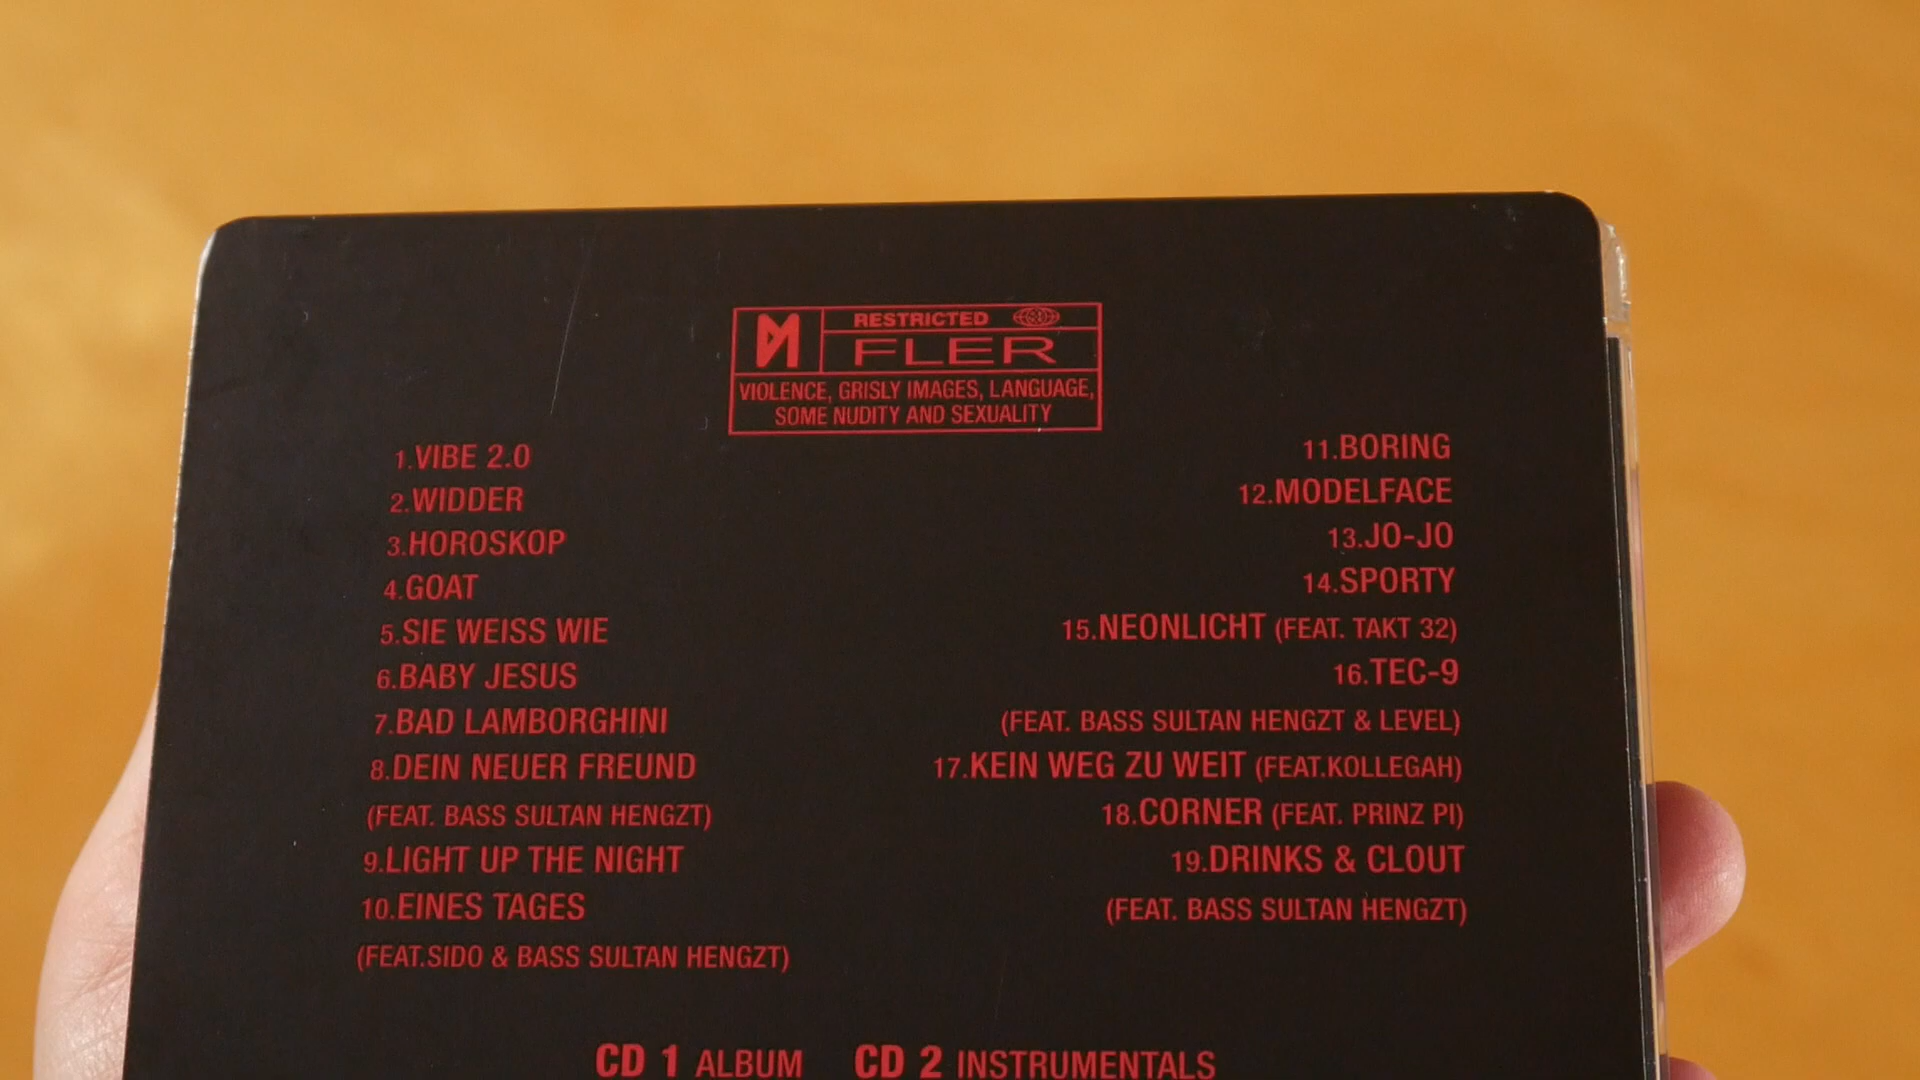 RESTRICTED
FLER
VIOLENCE, GRISLY IMAGES, LANGUAGE,
SOME NUDITY AND SEXUALITY
1.VIBE 2.0
2.WIDDER
3.HOROSKOP
4.GOAT
5.SIE WEISS WIE
6.BABY JESUS
7.BAD LAMBORGHINI
8.DEIN NEUER FREUND
(FEAT. BASS SULTAN HENGZT)
9.LIGHT UP THE NIGHT
10.EINES TAGES
(FEAT.SIDO & BASS SULTAN HENGZT)
11.BORING
12.MODELFACE
13.JO-JO
14.SPORTY
15.NEONLICHT (FEAT. TAKT 32)
16.TEC-9
(FEAT. BASS SULTAN HENGZT & LEVEL)
17.KEIN WEG ZU WEIT (FEAT.KOLLEGAH)
18.CORNER (FEAT. PRINZ PI)
19.DRINKS & CLOUT
(FEAT. BASS SULTAN HENGZT)
CD 1 ALBUM CD 2 INSTRUMENTALS